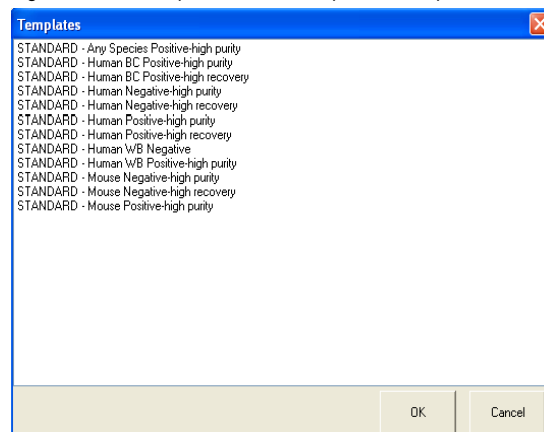 Templates
STANDARD - Any Species Positive-high purity
STANDARD - Human BC Positive-high purity
STANDARD - Human BC Positive-high recovery
STANDARD - Human Negative-high purity
STANDARD - Human Negative-high recovery
STANDARD - Human Positive-high purity
STANDARD - Human Positive-high recovery
STANDARD - Human WB Negative
STANDARD - Human WB Positive-high purity
STANDARD - Mouse Negative-high purity
STANDARD - Mouse Negative-high recovery
STANDARD - Mouse Positive-high purity
OK
Cancel